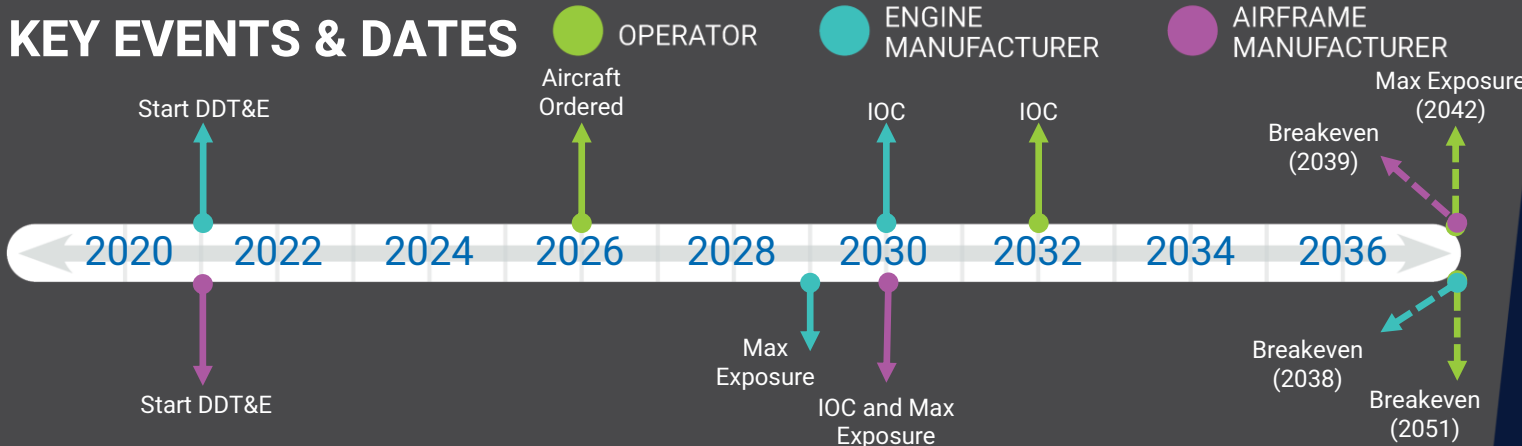 KEY EVENTS & DATES
OPERATOR
ENGINE
MANUFACTURER
AIRFRAME
MANUFACTURER
Start DDT&E
Aircraft
Ordered
IOC
IOC
Breakeven
(2039)
Max Exposure
(2042)
2020
2022
2024
2026
2028
2030
2032
2034
2036
Start DDT&E
Max
Exposure
IOC and Max
Exposure
Breakeven
(2038)
Breakeven
(2051)